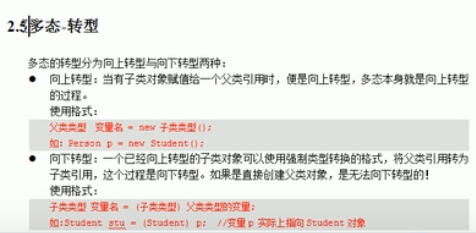 2.5多态-转型
多态的转型分为向上转型与向下转型两种：
● 向上转型：当有子类对象赋值给一个父类引用时，便是向上转型，多态本身就是向上转型
的过程。
使用格式：
父类类型 变量名 = new 子类类型();
如：Person p = new Student();
● 向下转型：一个已经向上转型的子类对象可以使用强制类型转换的格式，将父类引用转为
子类引用，这个过程是向下转型。如果是直接创建父类对象，是无法向下转型的！
使用格式：
子类类型 变量名 = (子类类型) 父类类型的变量;
如:Student stu = (Student) p; //变量p 实际上指向Student 对象